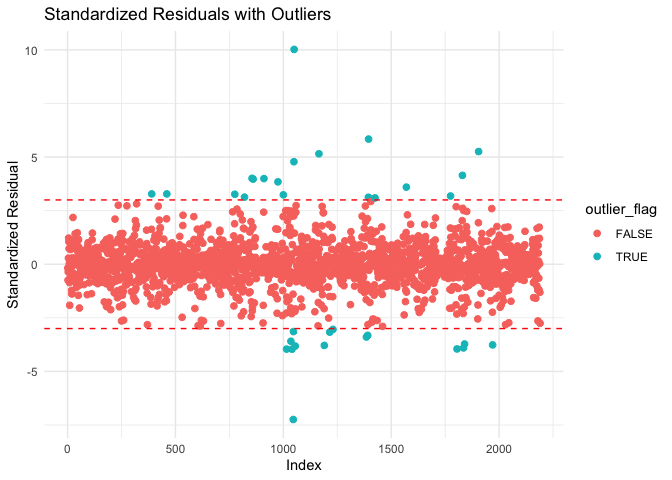 Standardized Residuals with Outliers
10
5
0
-5
Standardized Residual
0
500
1000
1500
2000
Index
outlier_flag
FALSE
TRUE